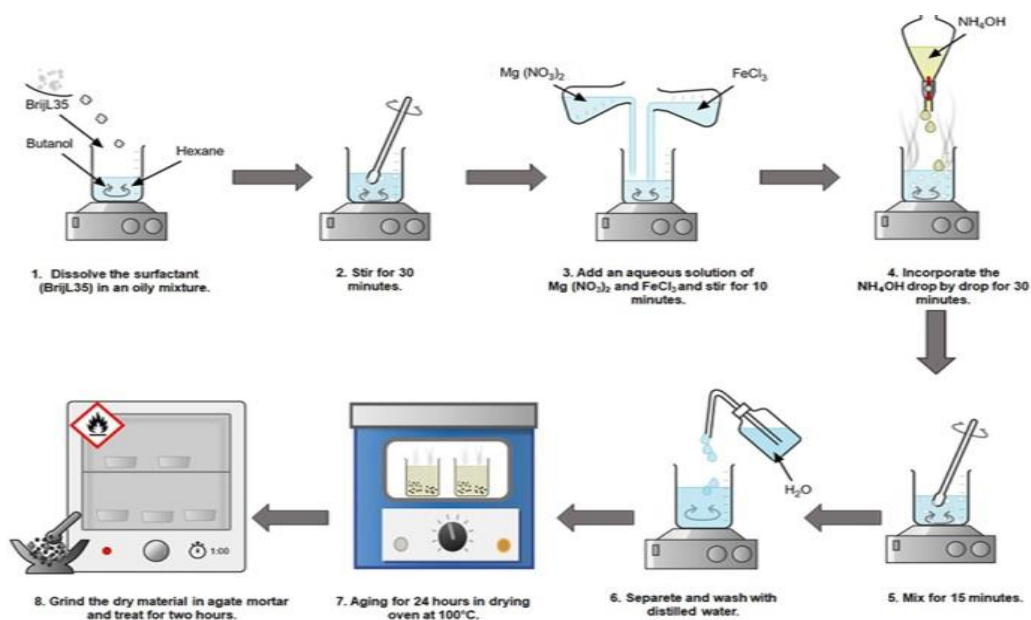 BrijL35
Butanol
Hexane
1. Dissolve the surfactant
(BrijL35) in an oily mixture.
2. Stir for 30
minutes.
Mg (NO₃)₂
FeCl₃
3. Add an aqueous solution of
Mg (NO₃)₂ and FeCl₃ and stir for 10
minutes.
NH₄OH
4. Incorporate the
NH₄OH drop by drop for 30
minutes.
5. Mix for 15 minutes.
H₂O
6. Separete and wash with
distilled water.
7. Aging for 24 hours in drying
oven at 100°C.
1:00
8. Grind the dry material in agate mortar
and treat for two hours.